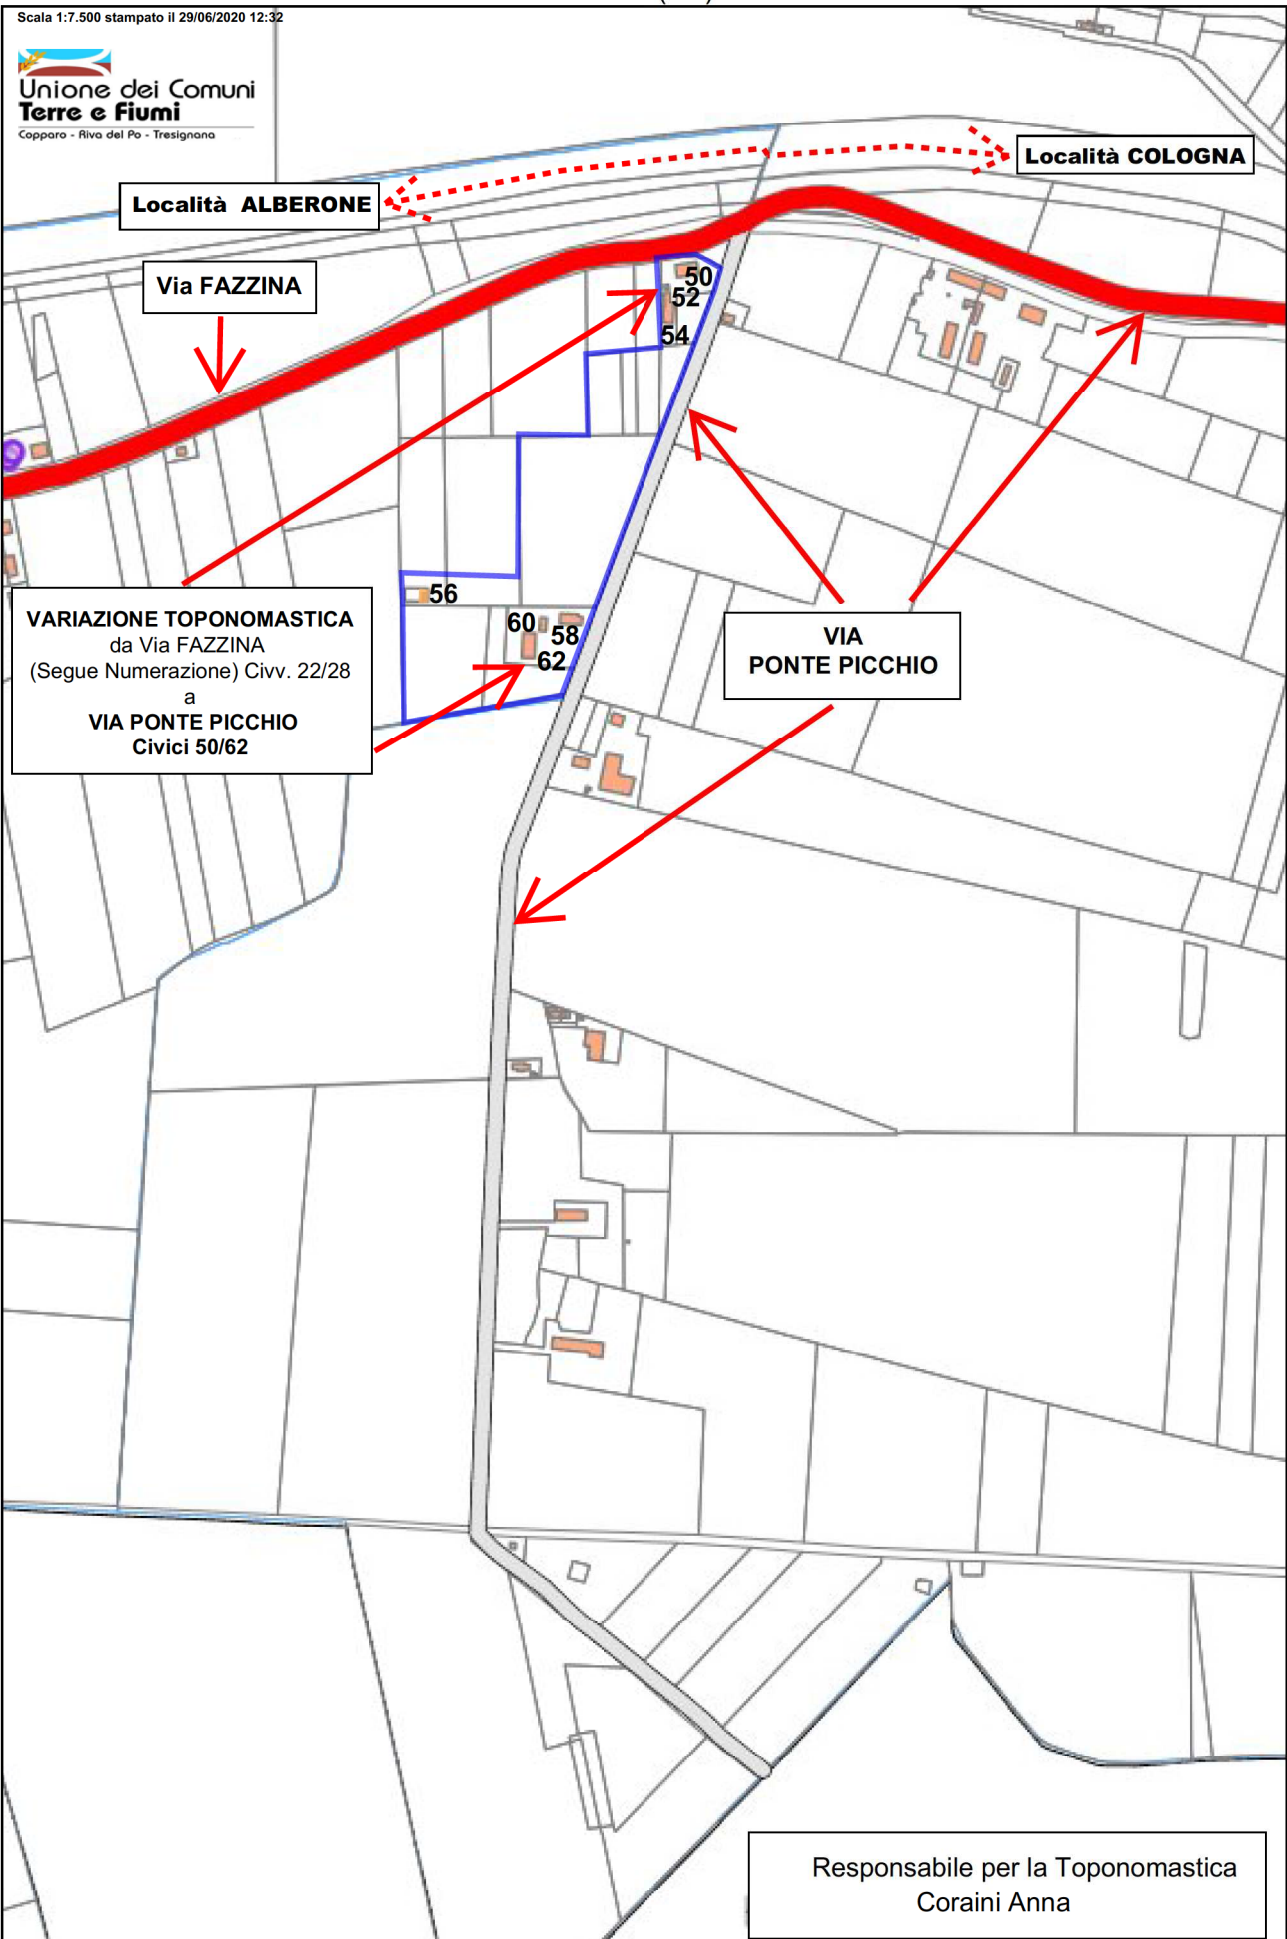 Scala 1:7.500 stampato il 29/06/2020 12:32
Unione dei Comuni
Terre e Fiumi
Copparo - Riva del Po - Tresignana
Località COLOGNA
Località ALBERONE
Via FAZZINA
50
52
54
56
60
58
62
VARIAZIONE TOPONOMASTICA
da Via FAZZINA
(Segue Numerazione) Civv. 22/28
a
VIA PONTE PICCHIO
Civici 50/62
VIA
PONTE PICCHIO
Responsabile per la Toponomastica
Coraini Anna